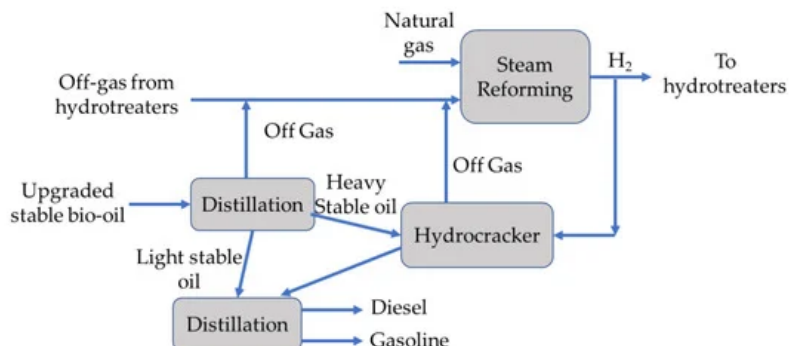 Natural
gas
Steam
Reforming
H2
To
hydrotreaters
Off-gas from
hydrotreaters
Off Gas
Off Gas
Upgraded
stable bio-oil
Distillation
Heavy
Stable oil
Hydrocracker
Light stable
oil
Distillation
Diesel
Gasoline